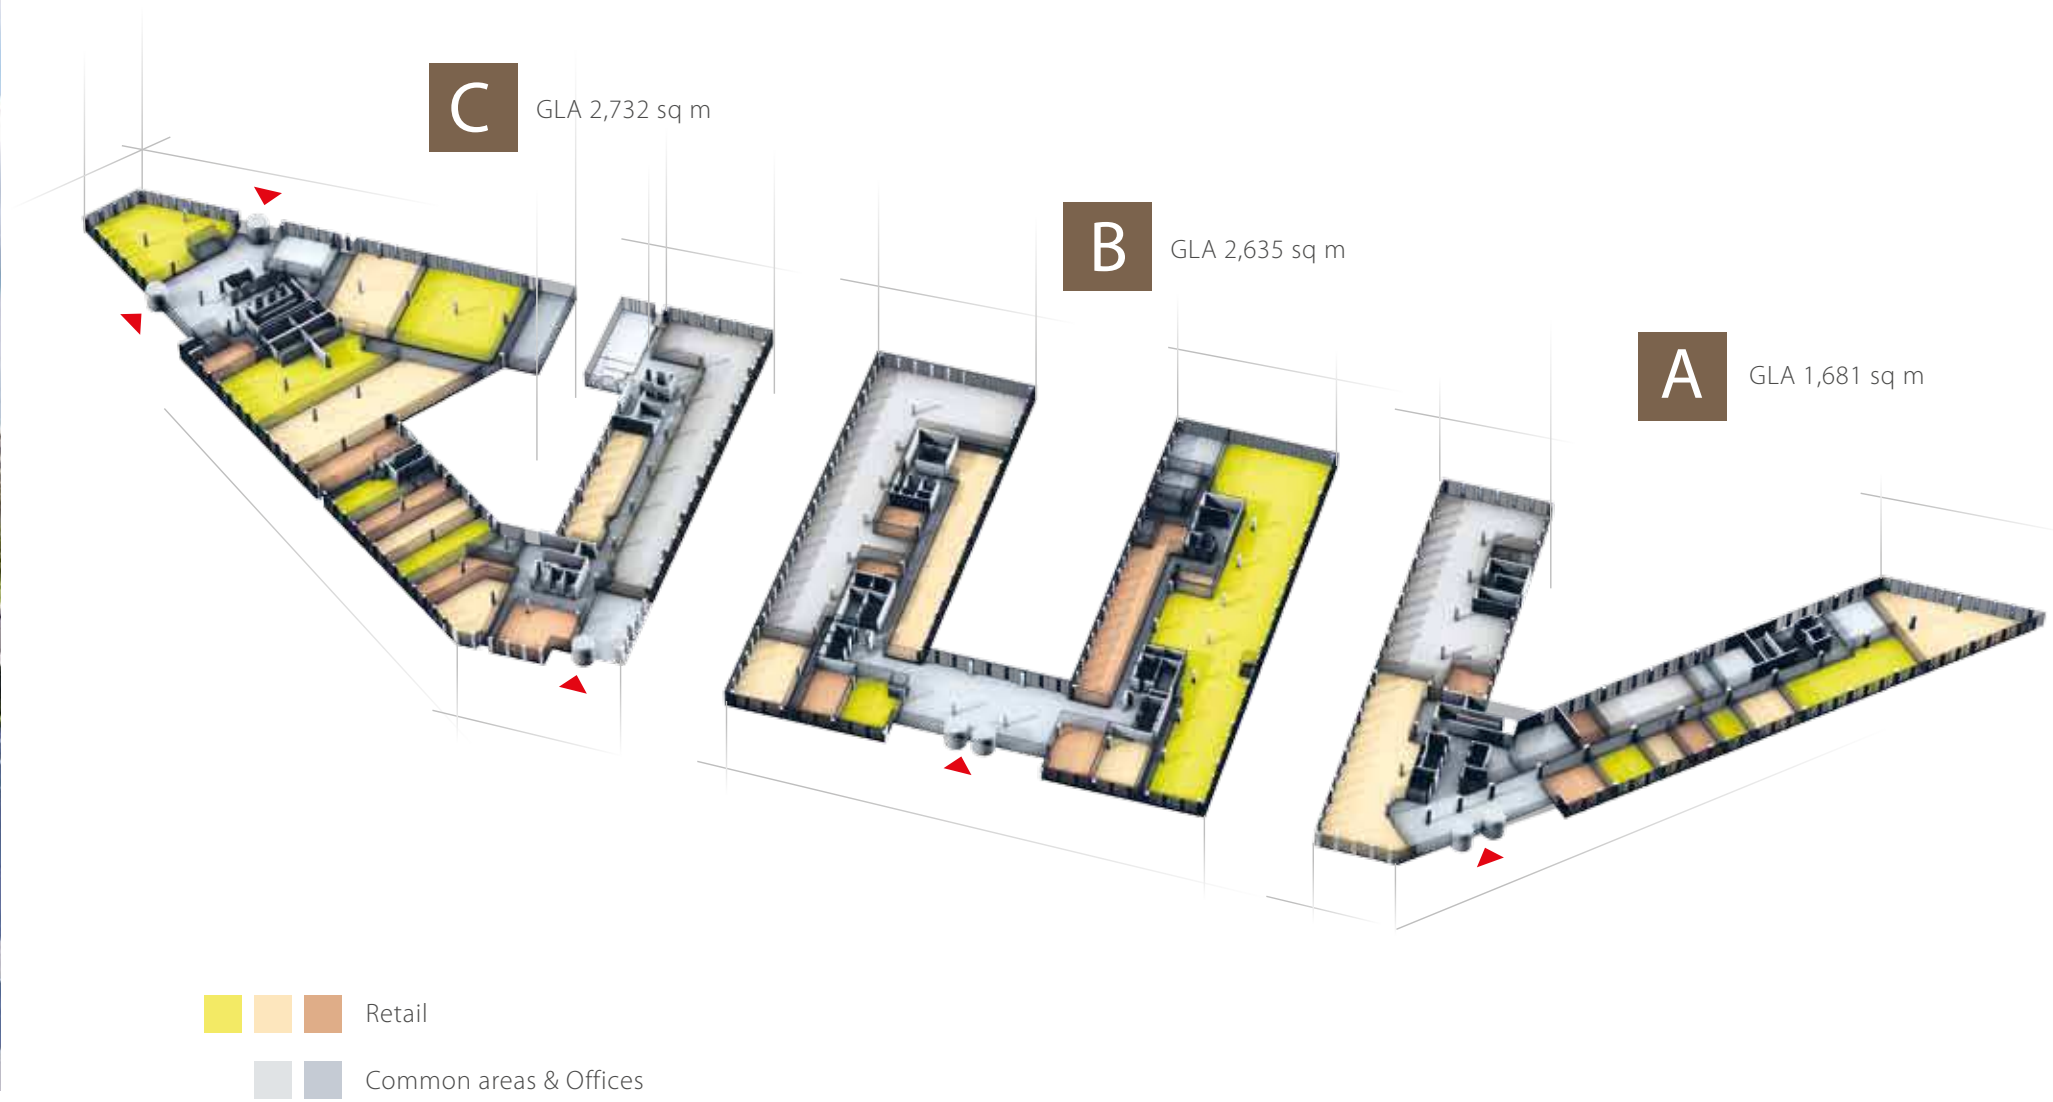 C
GLA 2,732 sq m
B
GLA 2,635 sq m
A
GLA 1,681 sq m
Retail
Common areas & Offices